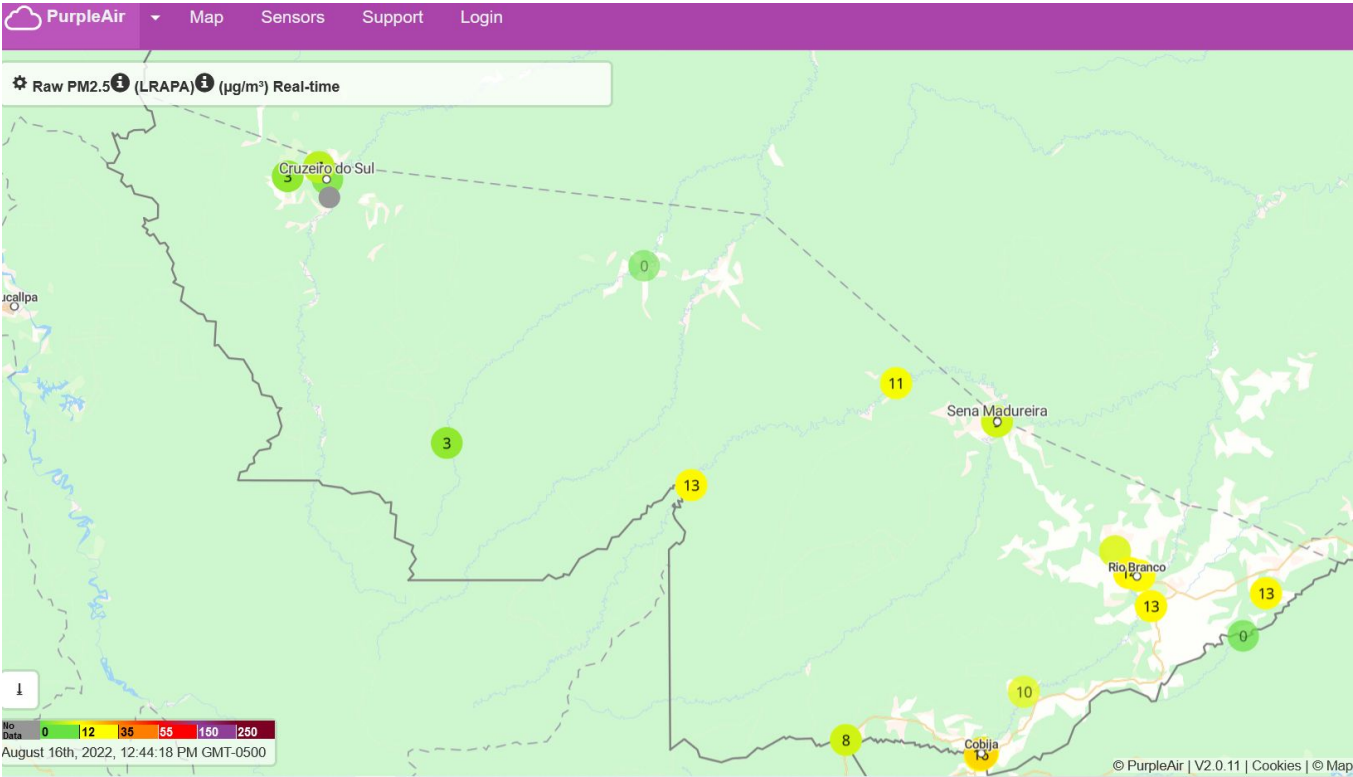 PurpleAir Map Sensors Support Login
Raw PM2.5 (LRAPA) (µg/m³) Real-time
Cruzeiro do Sul
3
0
ucallpa
11
Sena Madureira
3
13
Rio Branco
13
13
0
10
8
Cobija
No Data 0 12 35 55 150 250
August 16th, 2022, 12:44:18 PM GMT-0500
© PurpleAir | V2.0.11 | Cookies | © Map